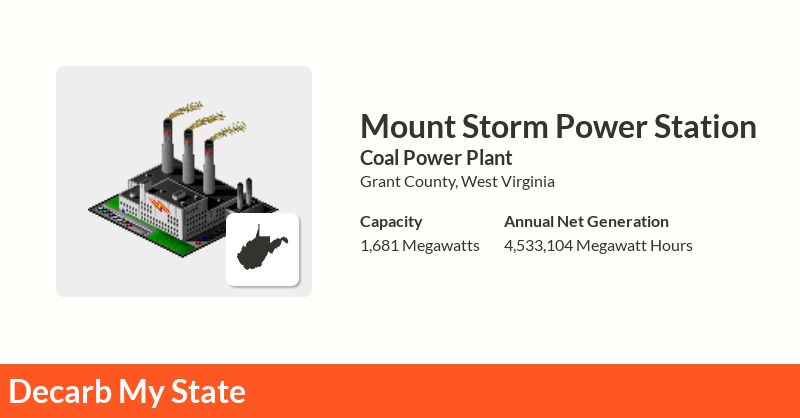 Mount Storm Power Station
Coal Power Plant
Grant County, West Virginia
Capacity
Annual Net Generation
1,681 Megawatts
4,533,104 Megawatt Hours
Decarb My State